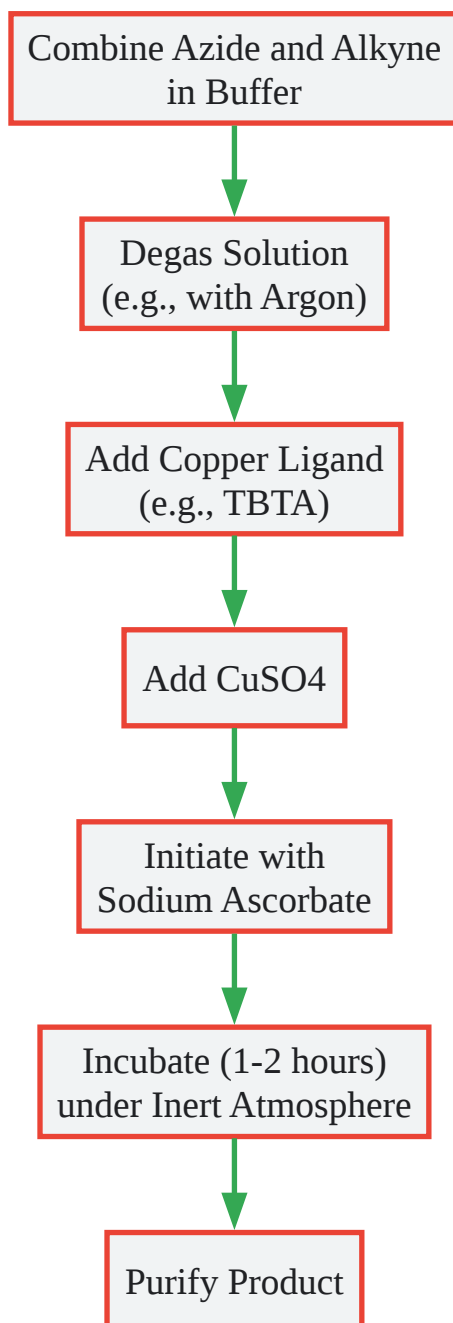 Combine Azide and Alkyne
in Buffer
Degas Solution
(e.g., with Argon)
Add Copper Ligand
(e.g., TBTA)
Add CuSO4
Initiate with
Sodium Ascorbate
Incubate (1-2 hours)
under Inert Atmosphere
Purify Product